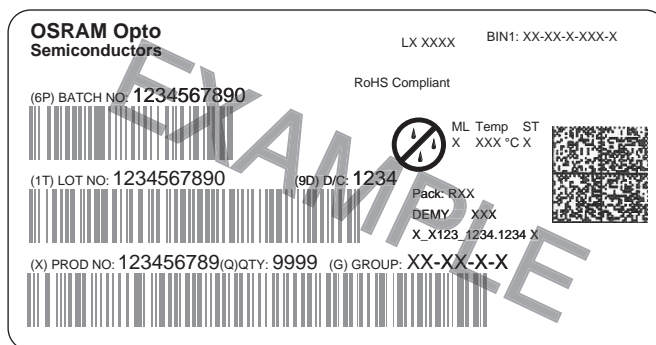 OSRAM Opto
Semiconductors
LX XXXX
BIN1: XX-XX-X-XXX-X
RoHS Compliant
(6P) BATCH NO: 1234567890
ML Temp ST
X XXX °C X
(1T) LOT NO: 1234567890 (9D) D/C: 1234
Pack: RXX
DEMY XXX
X_X123_1234.1234 X
(X) PROD NO: 123456789(Q)QTY: 9999 (G) GROUP: XX-XX-X-X
EXAMPLE